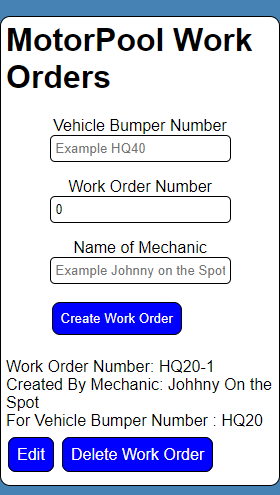 MotorPool Work
Orders
Vehicle Bumper Number
Example HQ40
Work Order Number
0
Name of Mechanic
Example Johnny on the Spot
Create Work Order
Work Order Number: HQ20-1
Created By Mechanic: Johhny On the
Spot
For Vehicle Bumper Number : HQ20
Edit
Delete Work Order